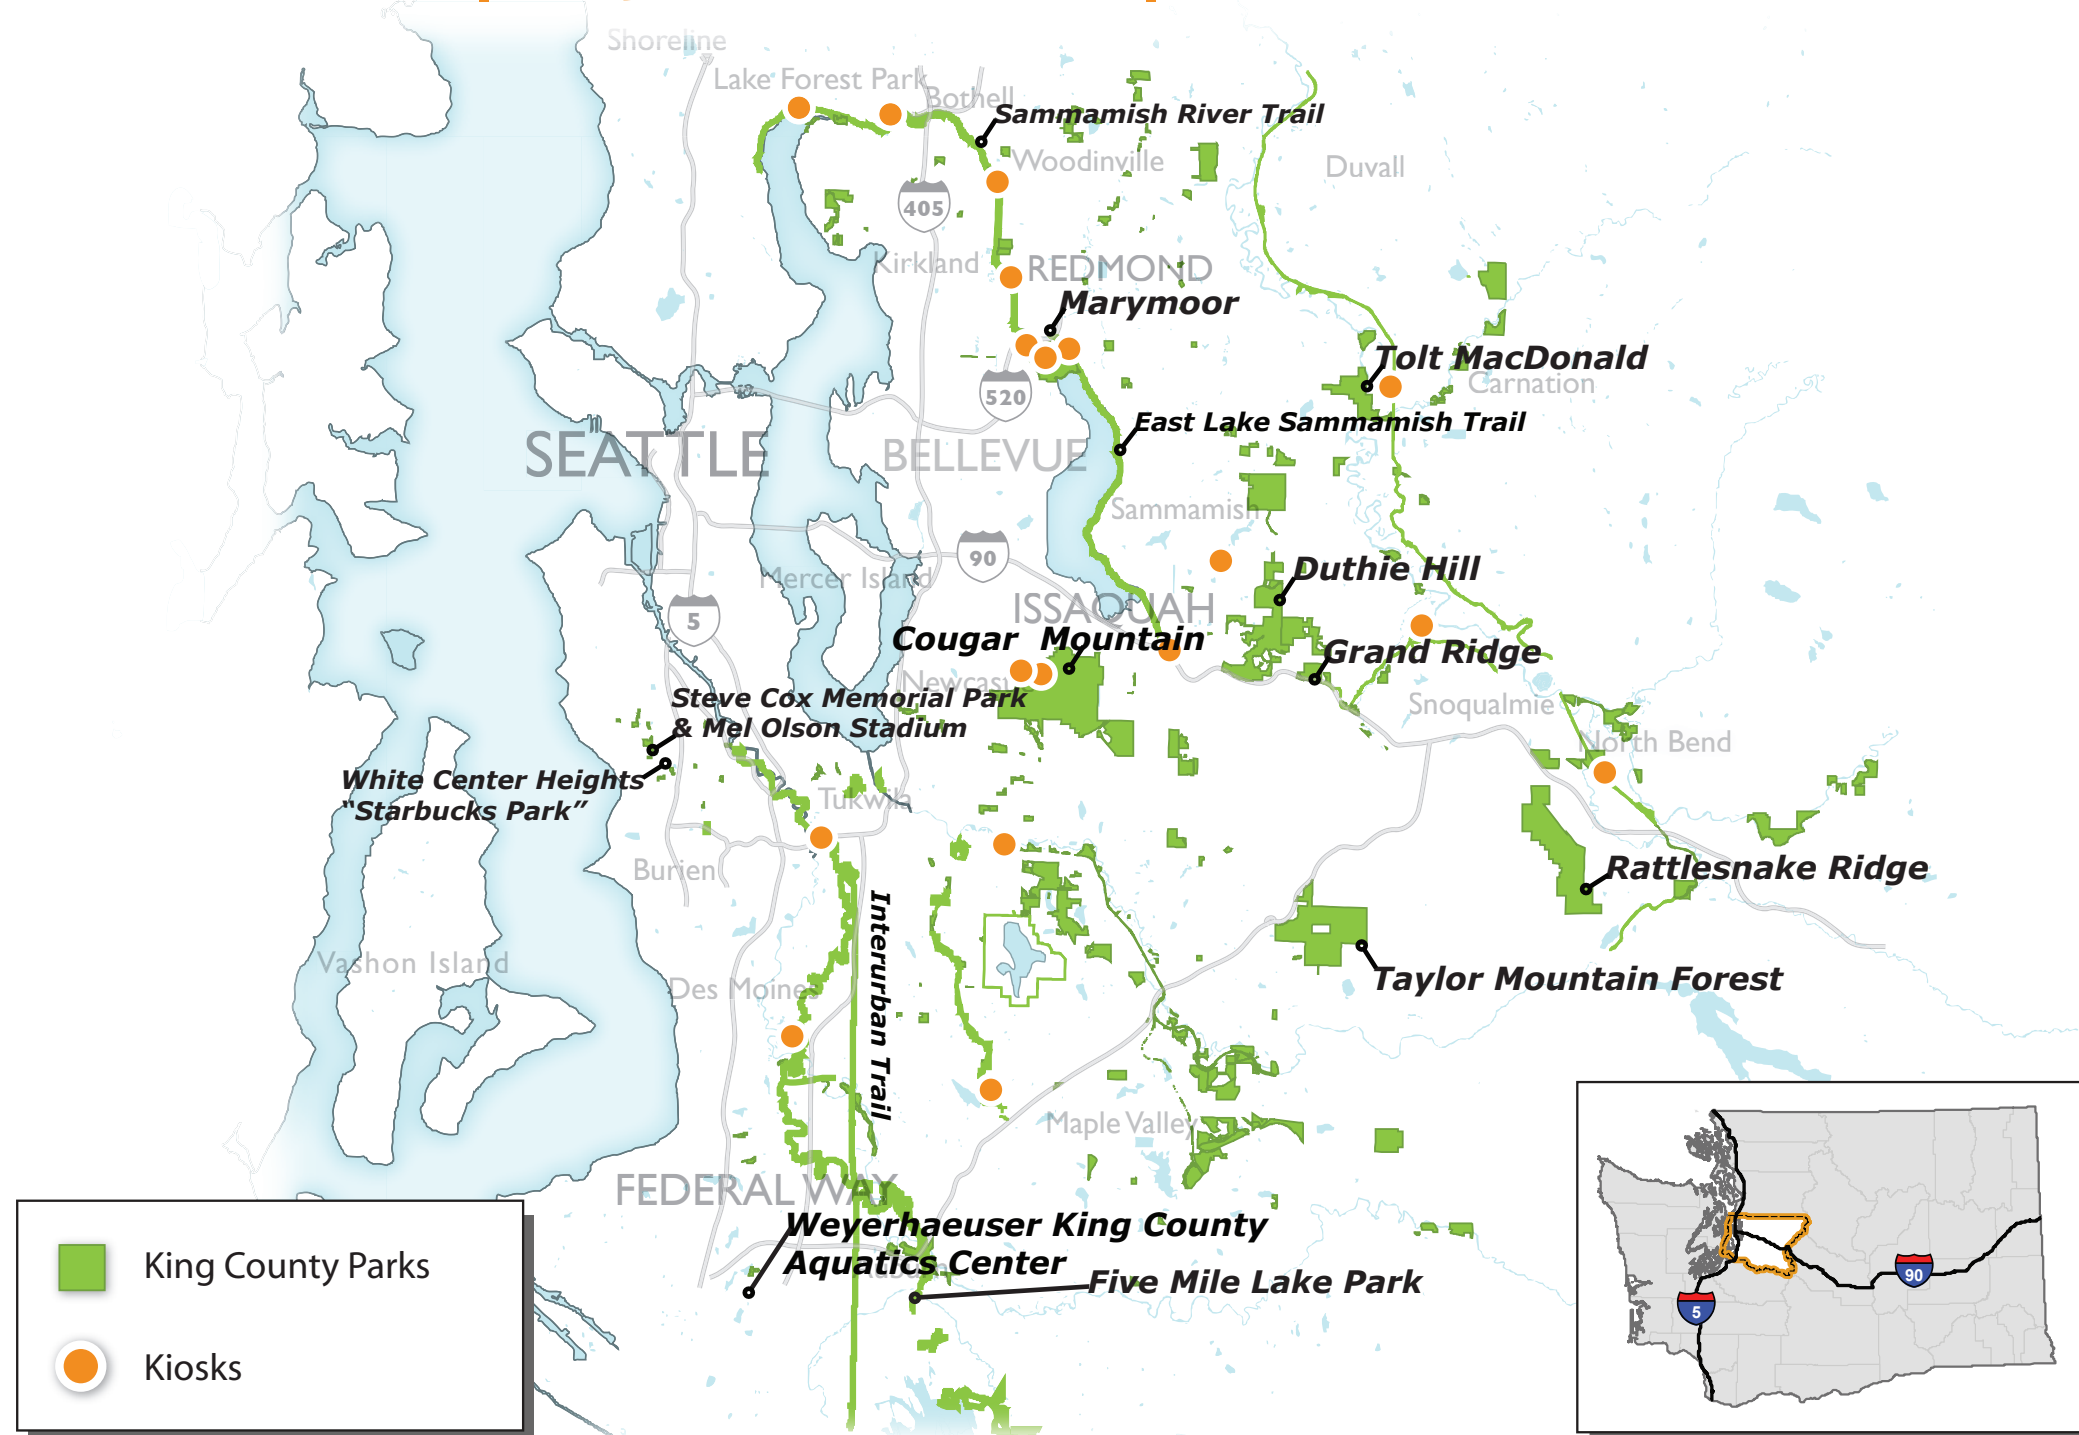 Shoreline
Lake Forest Park
Bothell
Sammamish River Trail
Woodinville
Duvall
405
Kirkland
REDMOND
Marymoor
Tolt MacDonald
Carnation
520
East Lake Sammamish Trail
SEATTLE
BELLEVUE
Sammamish
90
Mercer Island
Duthie Hill
ISSAQUAH
5
Cougar Mountain
Grand Ridge
Steve Cox Memorial Park
& Mel Olson Stadium
Snoqualmie
North Bend
White Center Heights
“Starbucks Park”
Tukwila
Burien
Rattlesnake Ridge
Interurban Trail
Vashon Island
Des Moines
Taylor Mountain Forest
Maple Valley
FEDERAL WAY
Weyerhaeuser King County
Aquatics Center
Five Mile Lake Park
King County Parks
Kiosks
90
5